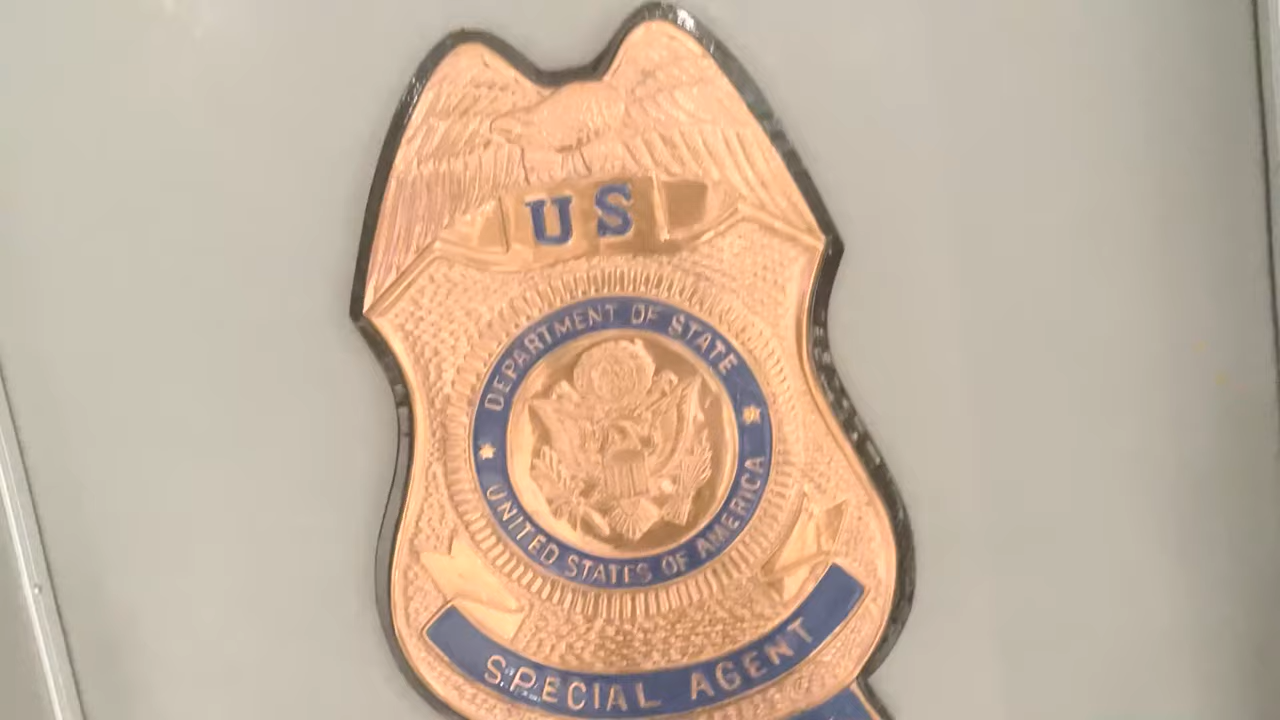 US
DEPARTMENT OF STATE
UNITED STATES OF AMERICA
SPECIAL AGENT